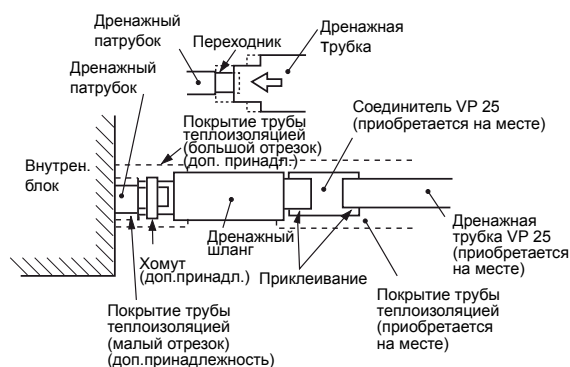 Дренажный
патрубок
Переходник
Дренажная
Трубка
Дренажный
патрубок
Соединитель VP 25
(приобретается на месте)
Покрытие трубы
теплоизоляцией
(большой отрезок)
(доп. принадл.)
Внутрен.
блок
Дренажный
шланг
Дренажная
трубка VP 25
(приобретается
на месте)
Хомут
(доп.принадл.)
Приклеивание
Покрытие трубы
теплоизоляцией
(приобретается
на месте)
Покрытие трубы
теплоизоляцией
(малый отрезок)
(доп.принадлежность)